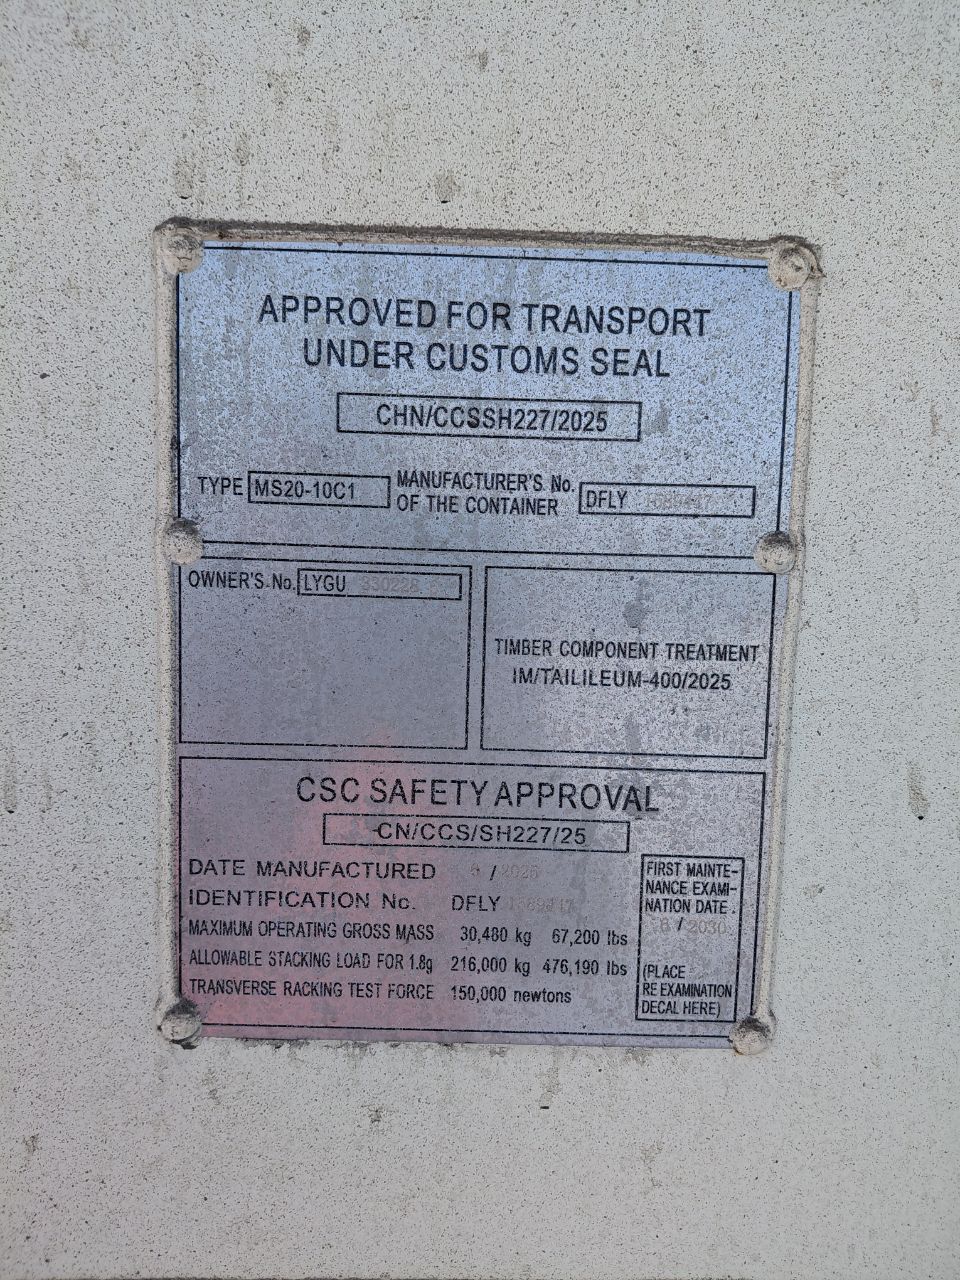 APPROVED FOR TRANSPORT
UNDER CUSTOMS SEAL
CHN/CCSSH227/2025
TYPE MS20-10C1
MANUFACTURER'S No.
OF THE CONTAINER
DFLY
OWNER'S No. LYGU
TIMBER COMPONENT TREATMENT
IM/TAILILEUM-400/2025
CSC SAFETY APPROVAL
CN/CCS/SH227/25
DATE MANUFACTURED / 2025
IDENTIFICATION No. DFLY
MAXIMUM OPERATING GROSS MASS 30,480 kg 67,200 lbs
ALLOWABLE STACKING LOAD FOR 1.8g 216,000 kg 476,190 lbs
TRANSVERSE RACKING TEST FORCE 150,000 newtons
FIRST MAINTE-
NANCE EXAMI-
NATION DATE.
/ 2030
(PLACE
RE EXAMINATION
DECAL HERE)